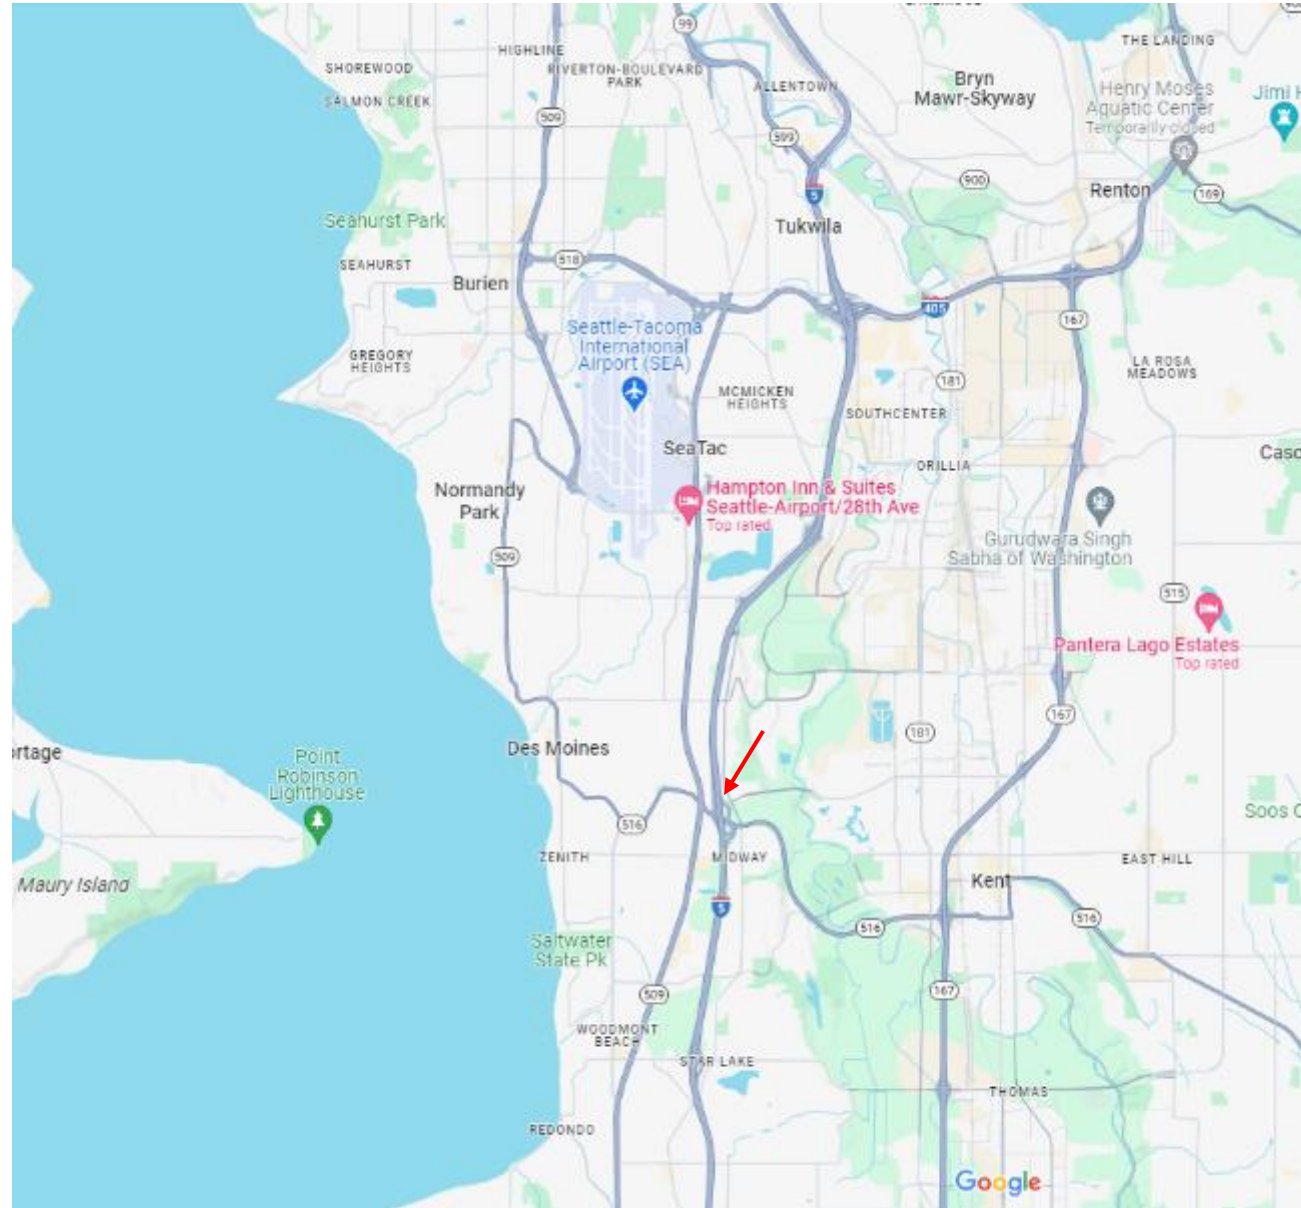 99
THE LANDING
HIGHLINE
SHOREWOOD
RIVERTON-BOULEVARD
PARK
ALLENTOWN
Bryn
Mawr-Skyway
Henry Moses
Aquatic Center
Temporarily closed
Jimi H
SALMON CREEK
509
599
900
5
Renton
169
Seahurst Park
Tukwila
SEAHURST
518
Burien
405
167
Seattle-Tacoma
International
Airport (SEA)
GREGORY
HEIGHTS
LA ROSA
MEADOWS
181
MCMICKEN
HEIGHTS
SOUTHCENTER
SeaTac
ORILLIA
Casc
Normandy
Park
Hampton Inn & Suites
Seattle-Airport/28th Ave
Top rated
Gurudwara Singh
Sabha of Washington
509
515
Pantera Lago Estates
Top rated
167
181
Des Moines
ortage
Point
Robinson
Lighthouse
516
Soos C
ZENITH
MIDWAY
EAST HILL
Maury Island
Kent
5
516
516
Saltwater
State Pk
509
167
WOODMONT
BEACH
STAR LAKE
THOMAS
REDONDO
Google